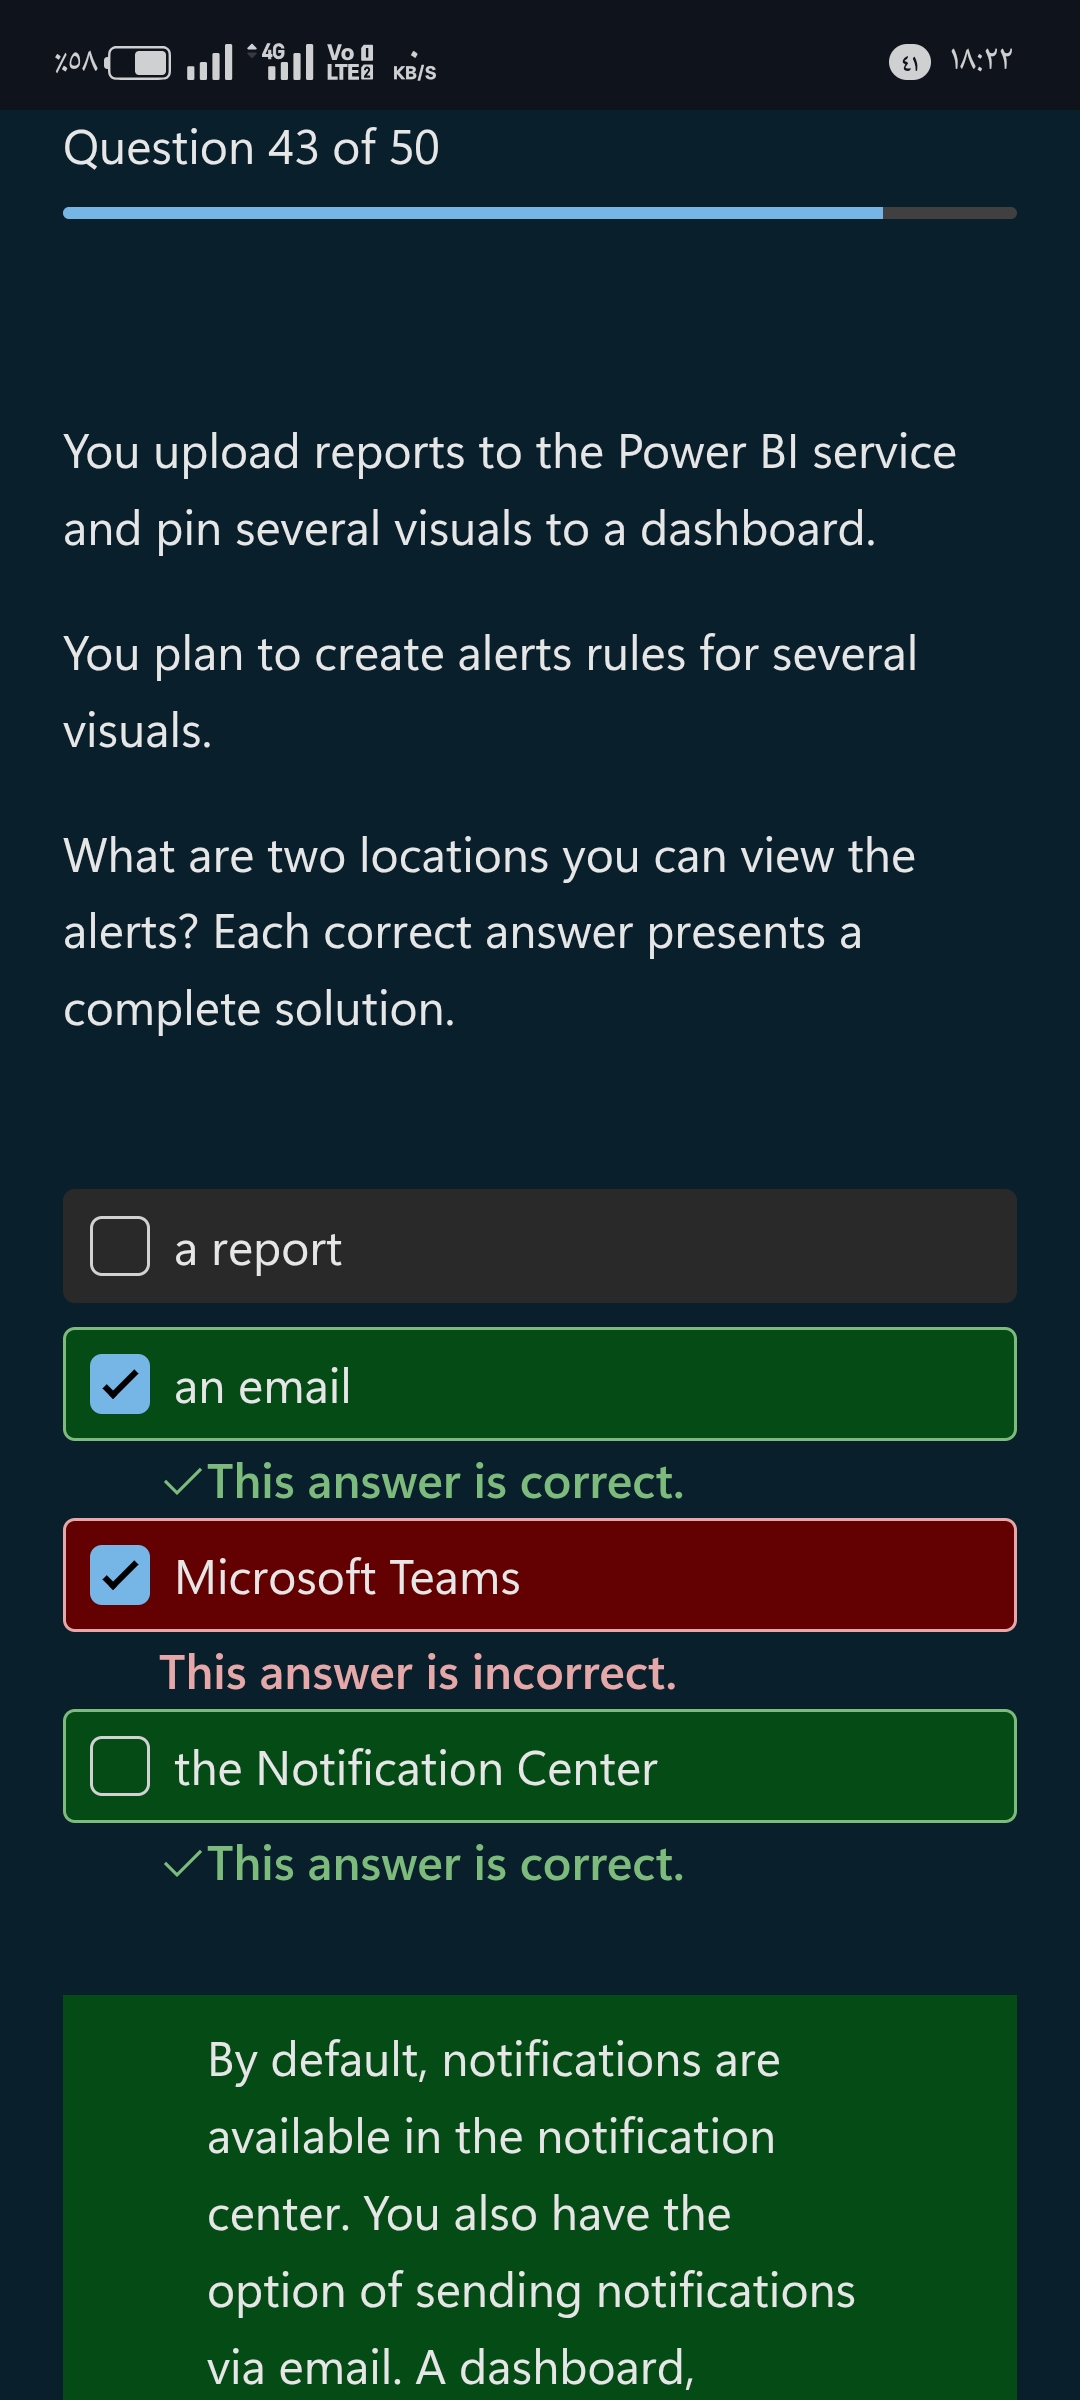 ٪٥٨ 4G Vo 1 LTE 2 ٠ KB/S ٤١ ١٨:٢٢
Question 43 of 50
You upload reports to the Power BI service
and pin several visuals to a dashboard.
You plan to create alerts rules for several
visuals.
What are two locations you can view the
alerts? Each correct answer presents a
complete solution.
a report
an email
This answer is correct.
Microsoft Teams
This answer is incorrect.
the Notification Center
This answer is correct.
By default, notifications are
available in the notification
center. You also have the
option of sending notifications
via email. A dashboard,